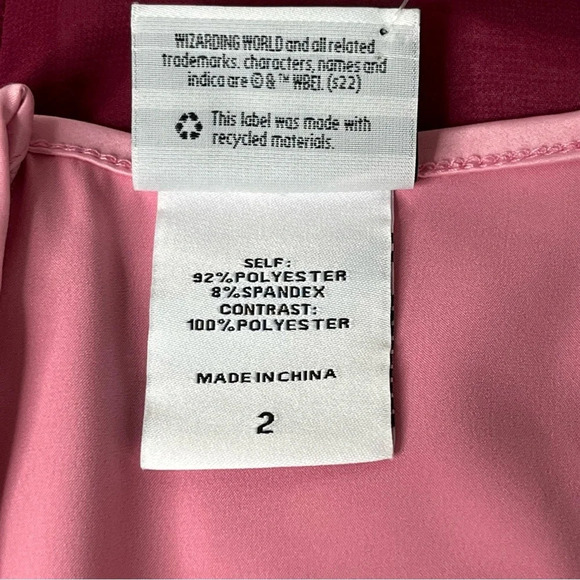 WIZARDING WORLD and all related
trademarks. characters, names and
indica are © & ™ WBEI. (s22)
This label was made with
recycled materials.
SELF:
92%POLYESTER
8%SPANDEX
CONTRAST:
100%POLYESTER
MADE IN CHINA
2